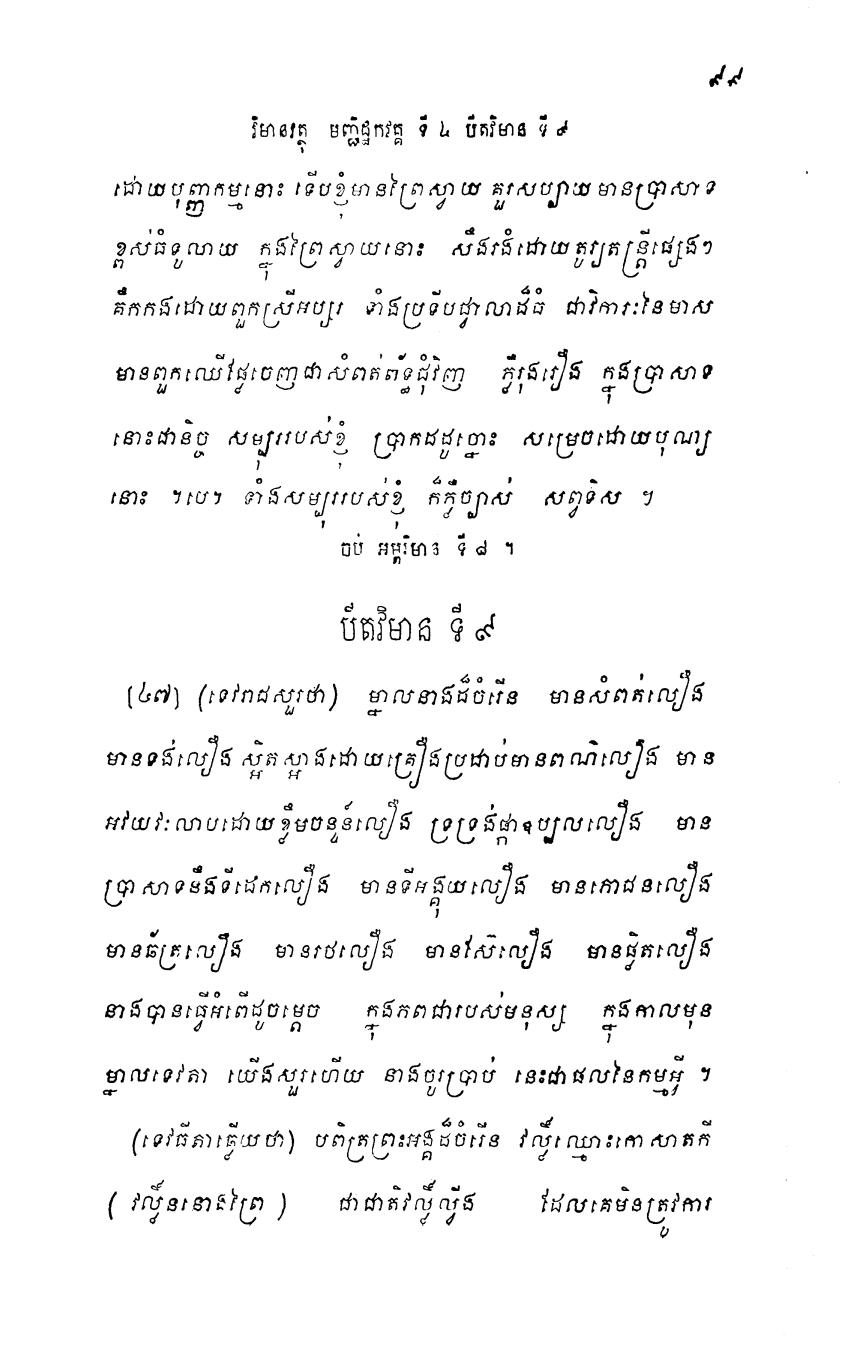 ៩៩
វិមានវត្ថុ មញ្ជិដ្ឋកវគ្គ ទី ៤ បីតវិមាន ទី ៩
ដោយបុញ្ញកម្មនោះ ទើបខ្ញុំមានព្រៃស្វាយ គួរសប្បាយ មានប្រាសាទ
ខ្ពស់ធំទូលាយ ក្នុងព្រៃស្វាយនោះ សឹងរងំដោយតូរ្យតន្ត្រីផ្សេងៗ
គឹកកងដោយពួកស្រីអប្សរ ទាំងប្រទីបជ្វាលាដ៏ធំ ជាវិការៈនៃមាស
មានពួកឈើផ្លែចេញជាសំពត់ព័ទ្ធជុំវិញ ភ្លឺរុងរឿង ក្នុងប្រាសាទ
នោះជានិច្ច សម្បុររបស់ខ្ញុំ ប្រាកដដូច្នោះ សម្រេចដោយបុណ្យ
នោះ ។បេ។ ទាំងសម្បុររបស់ខ្ញុំ ក៏ភ្លឺច្បាស់ សព្វទិស ។
ចប់ អម្ពវិមាន ទី ៨ ។
បីតវិមាន ទី ៩
[៤៧] (ទេវរាជសួរថា) ម្នាលនាងដ៏ចំរើន មានសំពត់លឿង
មានទង់លឿង ស្អិតស្អាងដោយគ្រឿងប្រដាប់មានពណ៌លឿង មាន
អវយវៈលាបដោយខ្លឹមចន្ទន៍លឿង ទ្រទ្រង់ផ្កាឧប្បលលឿង មាន
ប្រាសាទនឹងទីដេកលឿង មានទីអង្គុយលឿង មានភោជនលឿង
មានឆ័ត្រលឿង មានរថលឿង មានសេះលឿង មានផ្លិតលឿង
នាងបានធ្វើអំពើដូចម្តេច ក្នុងភពជារបស់មនុស្ស ក្នុងកាលមុន
ម្នាលទេវតា យើងសួរហើយ នាងចូរប្រាប់ នេះជាផលនៃកម្មអ្វី ។
(ទេវធីតាឆ្លើយថា) បពិត្រព្រះអង្គដ៏ចំរើន វល្លិ៍ឈ្មោះកោសាតកី
(វល្លិ៍ននោងព្រៃ) ជាជាតិវល្លិ៍ល្វីង ដែលគេមិនត្រូវការ